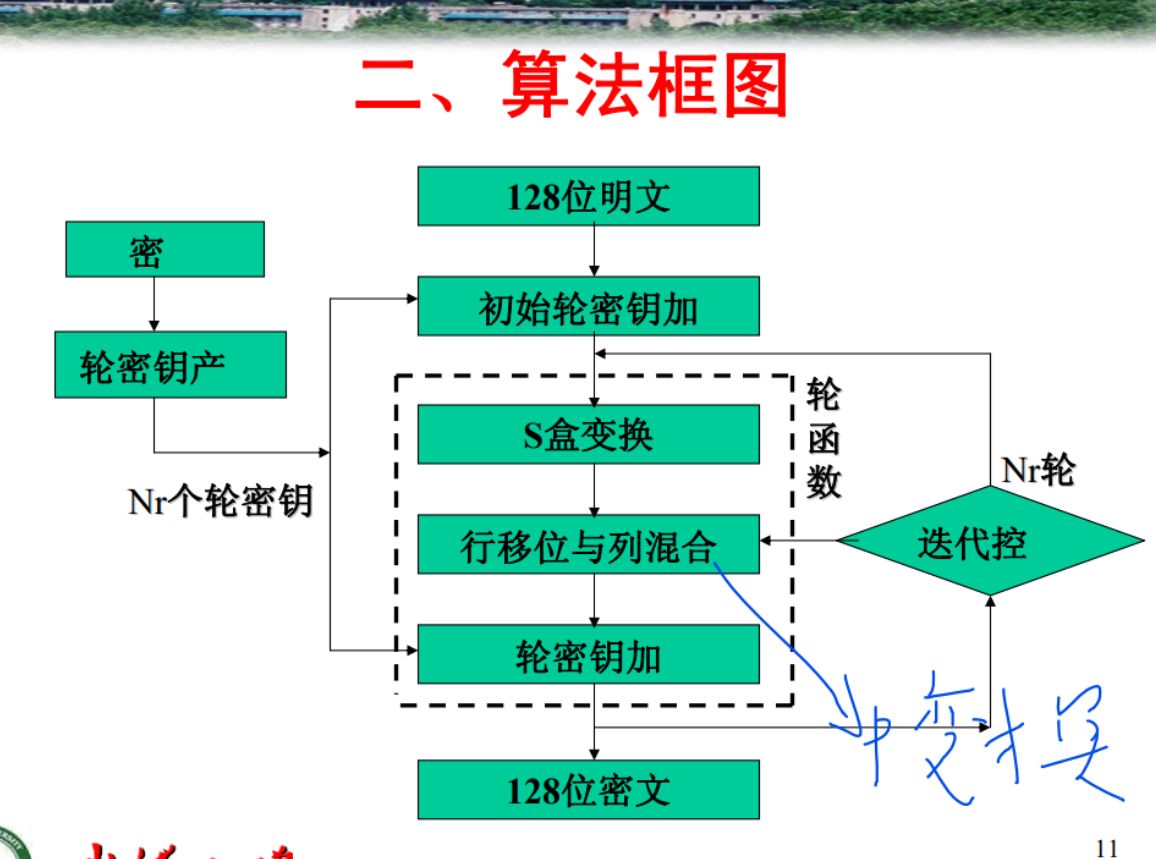 二、算法框图
128位明文
密
初始轮密钥加
轮密钥产
轮函数
S盒变换
Nr轮
Nr个轮密钥
行移位与列混合
迭代控
轮密钥加
变换
128位密文
11